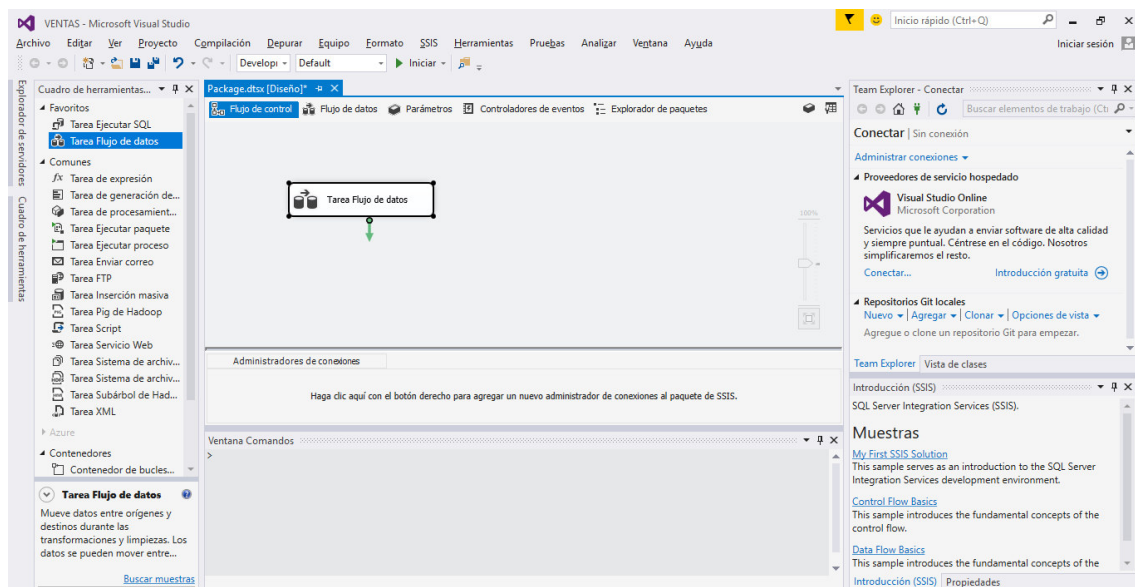 VENTAS - Microsoft Visual Studio
Inicio rápido (Ctrl+Q)
Archivo Editar Ver Proyecto Compilación Depurar Equipo Formato SSIS Herramientas Pruebas Analizar Ventana Ayuda
Iniciar sesión
Developı Default Iniciar
Explorador de servidores
Cuadro de herramientas
Cuadro de herramientas...
Favoritos
Tarea Ejecutar SQL
Tarea Flujo de datos
Comunes
fx Tarea de expresión
Tarea de generación de...
Tarea de procesamient...
Tarea Ejecutar paquete
Tarea Ejecutar proceso
Tarea Enviar correo
Tarea FTP
Tarea Inserción masiva
Tarea Pig de Hadoop
Tarea Script
Tarea Servicio Web
Tarea Sistema de archiv...
Tarea Sistema de archiv...
Tarea Subárbol de Had...
Tarea XML
Azure
Contenedores
Contenedor de bucles...
Tarea Flujo de datos
Mueve datos entre orígenes y
destinos durante las
transformaciones y limpiezas. Los
datos se pueden mover entre...
Buscar muestras
Package.dtsx [Diseño]*
Flujo de control Flujo de datos Parámetros Controladores de eventos Explorador de paquetes
Tarea Flujo de datos
100%
Administradores de conexiones
Haga clic aquí con el botón derecho para agregar un nuevo administrador de conexiones al paquete de SSIS.
Ventana Comandos
>
Team Explorer - Conectar
Buscar elementos de trabajo (Ctı
Conectar | Sin conexión
Administrar conexiones
Proveedores de servicio hospedado
Visual Studio Online
Microsoft Corporation
Servicios que le ayudan a enviar software de alta calidad
y siempre puntual. Céntrese en el código. Nosotros
simplificaremos el resto.
Conectar... Introducción gratuita
Repositorios Git locales
Nuevo | Agregar | Clonar | Opciones de vista
Agregue o clone un repositorio Git para empezar.
Team Explorer Vista de clases
Introducción (SSIS)
SQL Server Integration Services (SSIS).
Muestras
My First SSIS Solution
This sample serves as an introduction to the SQL Server
Integration Services development environment.
Control Flow Basics
This sample introduces the fundamental concepts of the
control flow.
Data Flow Basics
This sample introduces the fundamental concepts of the
Introducción (SSIS) Propiedades